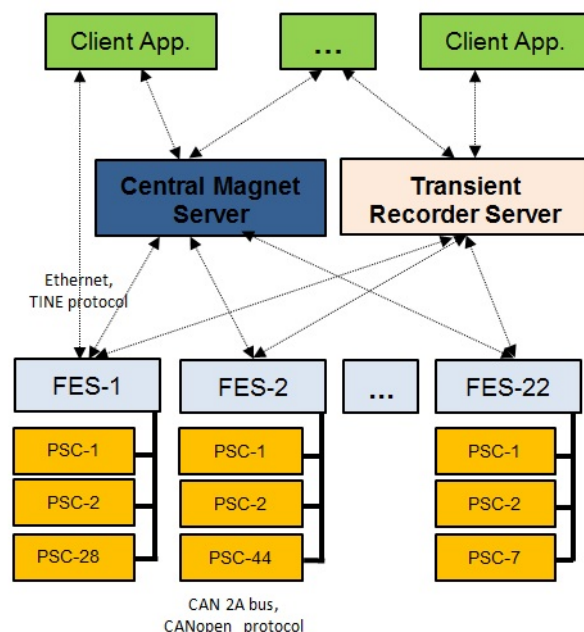 Client App.
...
Client App.
Central Magnet
Server
Transient
Recorder Server
Ethernet,
TINE protocol
FES-1
FES-2
...
FES-22
PSC-1
PSC-1
PSC-1
PSC-2
PSC-2
PSC-2
PSC-28
PSC-44
PSC-7
CAN 2A bus,
CANopen protocol